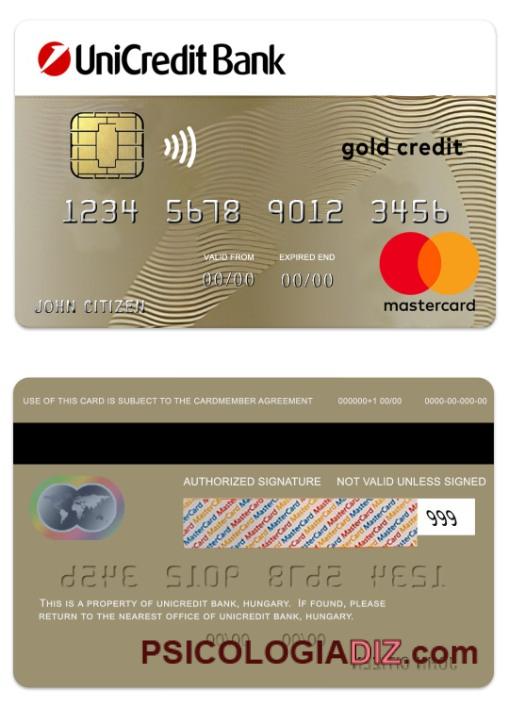 UniCredit Bank
gold credit
1234 5678 9012 3456
VALID FROM EXPIRED END
00/00 00/00
JOHN CITIZEN
mastercard
USE OF THIS CARD IS SUBJECT TO THE CARDMEMBER AGREEMENT 000000+1 00/00 0000-00-000-00
AUTHORIZED SIGNATURE NOT VALID UNLESS SIGNED
MasterCard MasterCard MasterCard
999
THIS IS A PROPERTY OF UNICREDIT BANK, HUNGARY. IF FOUND, PLEASE
RETURN TO THE NEAREST OFFICE OF UNICREDIT BANK, HUNGARY.
PSICOLOGIADIZ.com